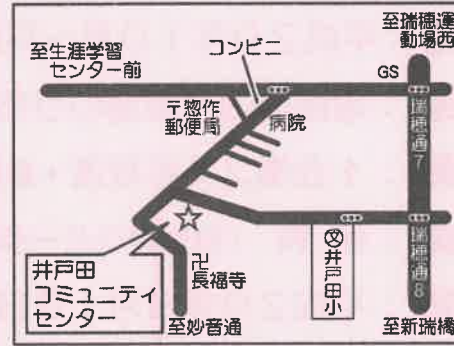 至瑞穂運
動場西
至生涯学習
センター前
コンビニ
GS
〒惣作
郵便局
病院
瑞穂通7
井戸田
コミュニティ
センター
卍
長福寺
至妙音通
文井戸田小
瑞穂通8
至新瑞橋